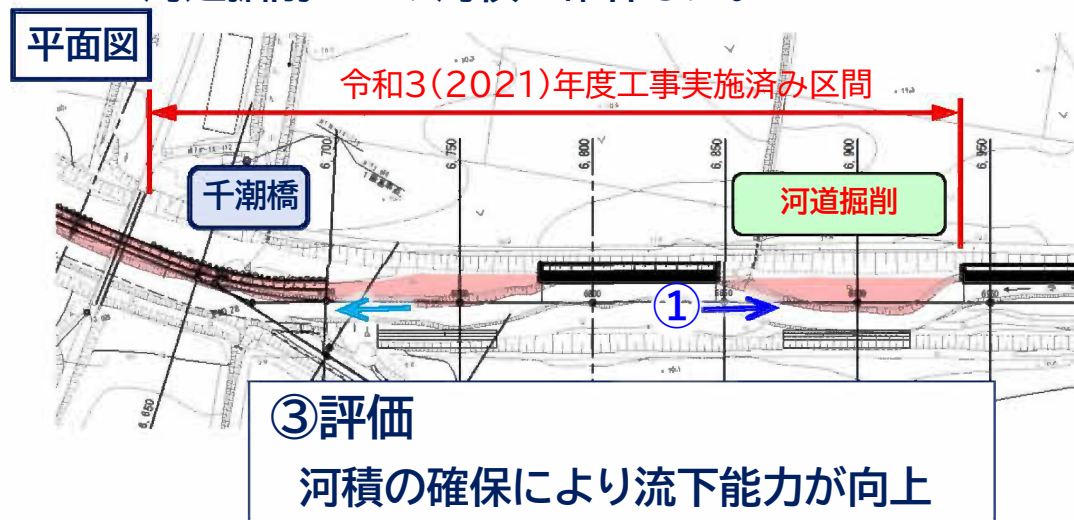 平面図
令和3(2021)年度工事実施済み区間
6,700
6,750
6,800
6,850
6,900
6,950
千潮橋
河道掘削
①
6,650
③評価
河積の確保により流下能力が向上